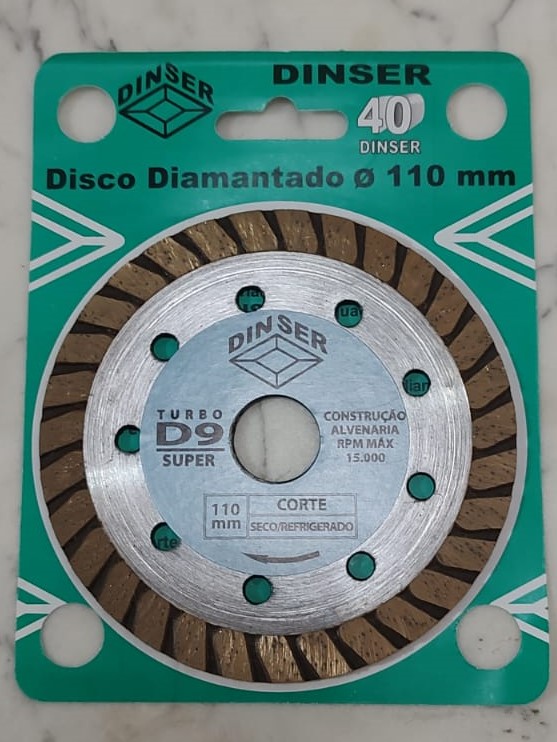 DINSER
DINSER
40
DINSER
Disco Diamantado Ø 110 mm
DINSER
TURBO
D9
SUPER
CONSTRUÇÃO
ALVENARIA
RPM MÁX
15.000
110
mm
CORTE
SECO/REFRIGERADO